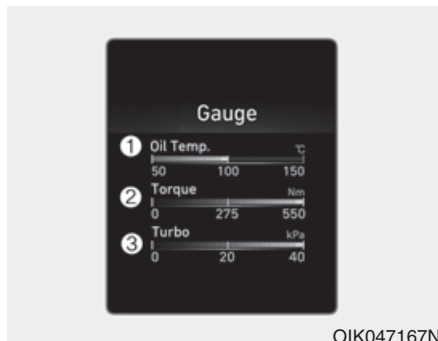 Gauge
① Oil Temp. ℃
50 100 150
② Torque Nm
0 275 550
③ Turbo kPa
0 20 40
OIK047167N